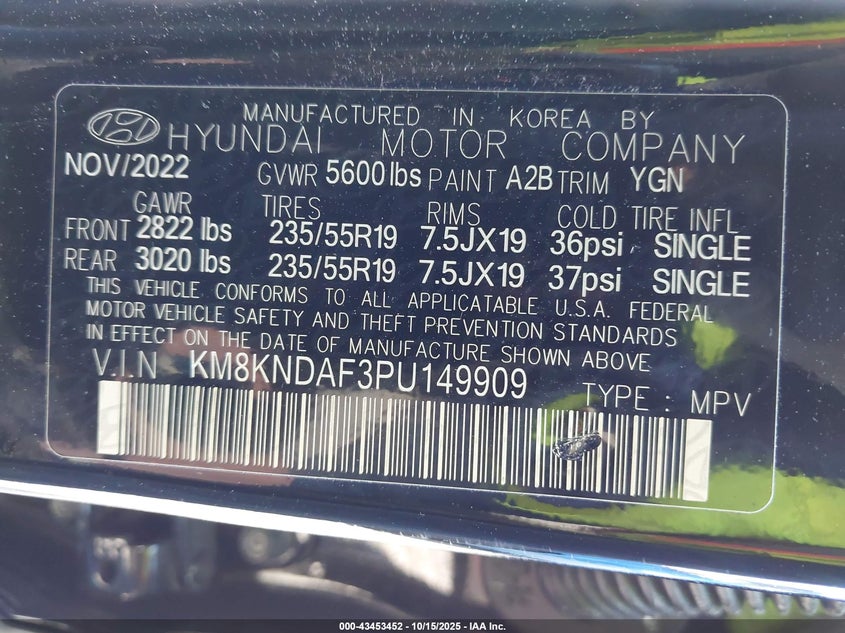 MANUFACTURED IN KOREA BY
HYUNDAI MOTOR COMPANY
NOV/2022 GVWR 5600 lbs PAINT A2B TRIM YGN
GAWR TIRES RIMS COLD TIRE INFL
FRONT 2822 lbs 235/55R19 7.5JX19 36psi, SINGLE
REAR 3020 lbs 235/55R19 7.5JX19 37psi SINGLE
THIS VEHICLE CONFORMS TO ALL APPLICATABLE U.S.A. FEDERAL
MOTOR VEHICLE SAFETY AND THEFT PREVENTION STANDARDS
IN EFFECT ON THE DATE OF MANUFACTURE SHOWN ABOVE
V.I.N KM8KNDAF3PU149909 TYPE : MPV
000-43453452 - 10/15/2025 - IAA Inc.